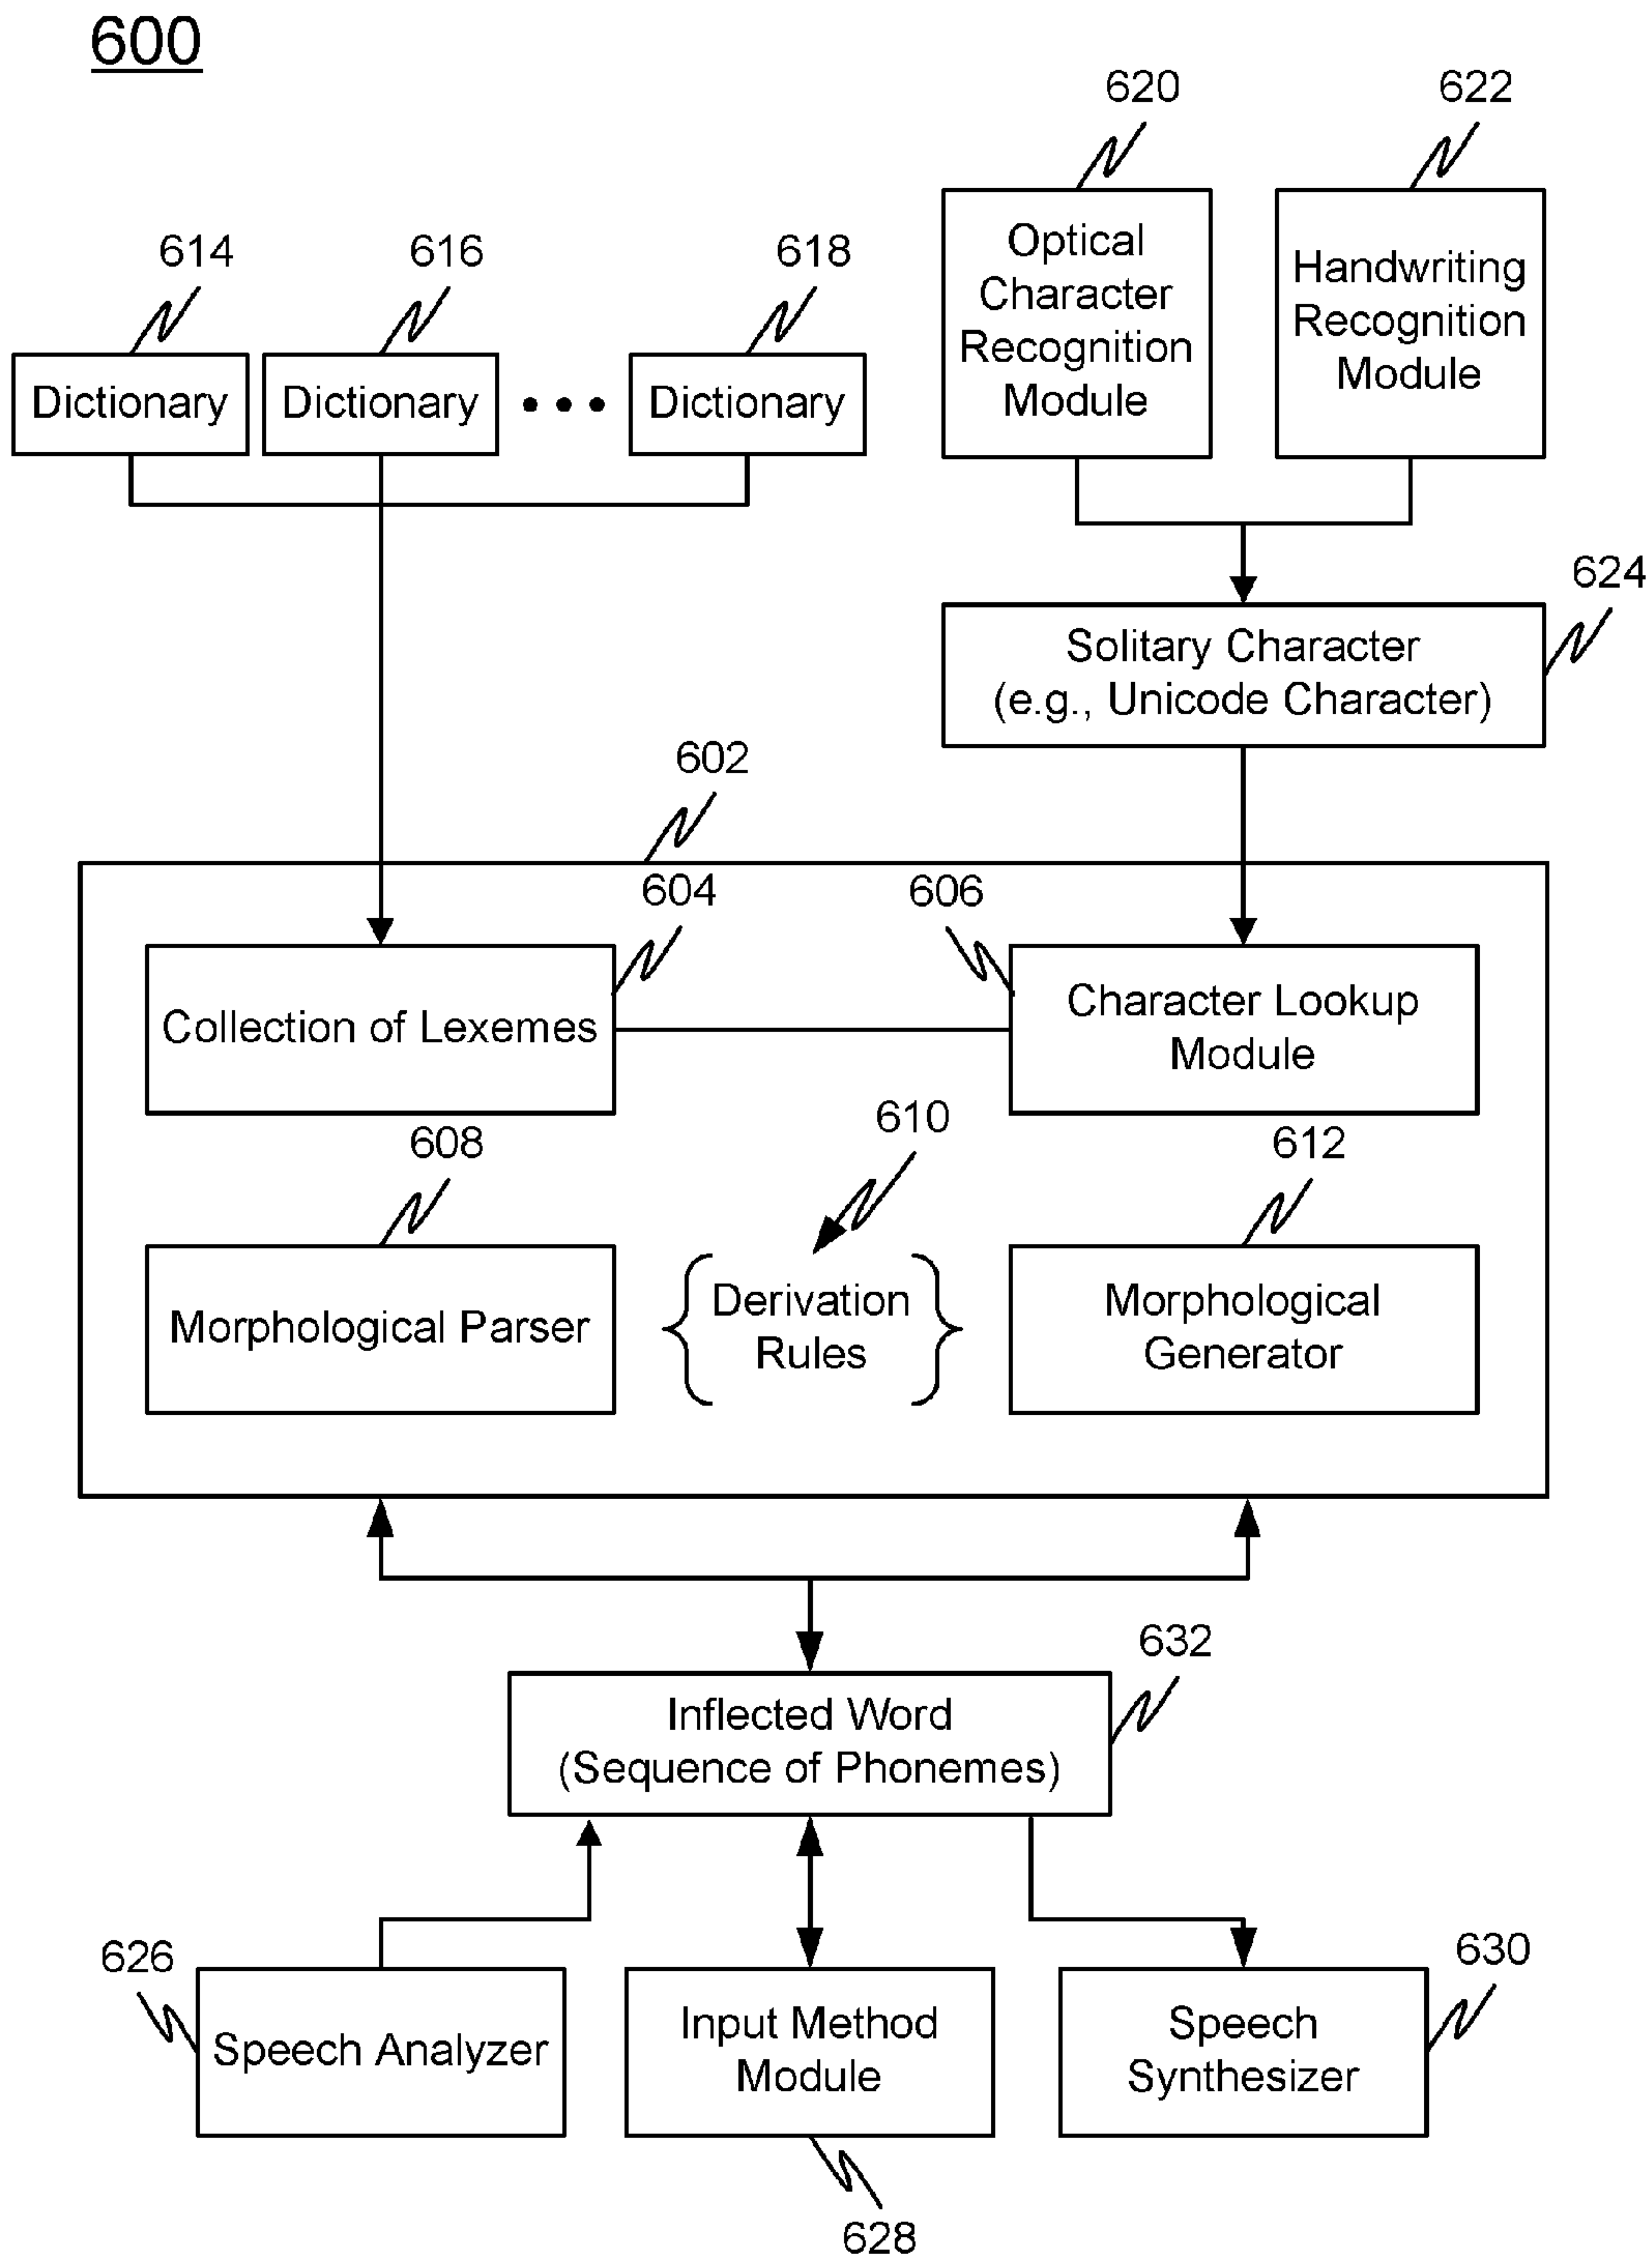 600
620
622
Optical
Character
Recognition
Module
Handwriting
Recognition
Module
614
616
618
Dictionary
Dictionary
• • •
Dictionary
624
Solitary Character
(e.g., Unicode Character)
602
604
606
Collection of Lexemes
Character Lookup
Module
608
610
612
Morphological Parser
Derivation
Rules
Morphological
Generator
632
Inflected Word
(Sequence of Phonemes)
626
630
Speech Analyzer
Input Method
Module
Speech
Synthesizer
628